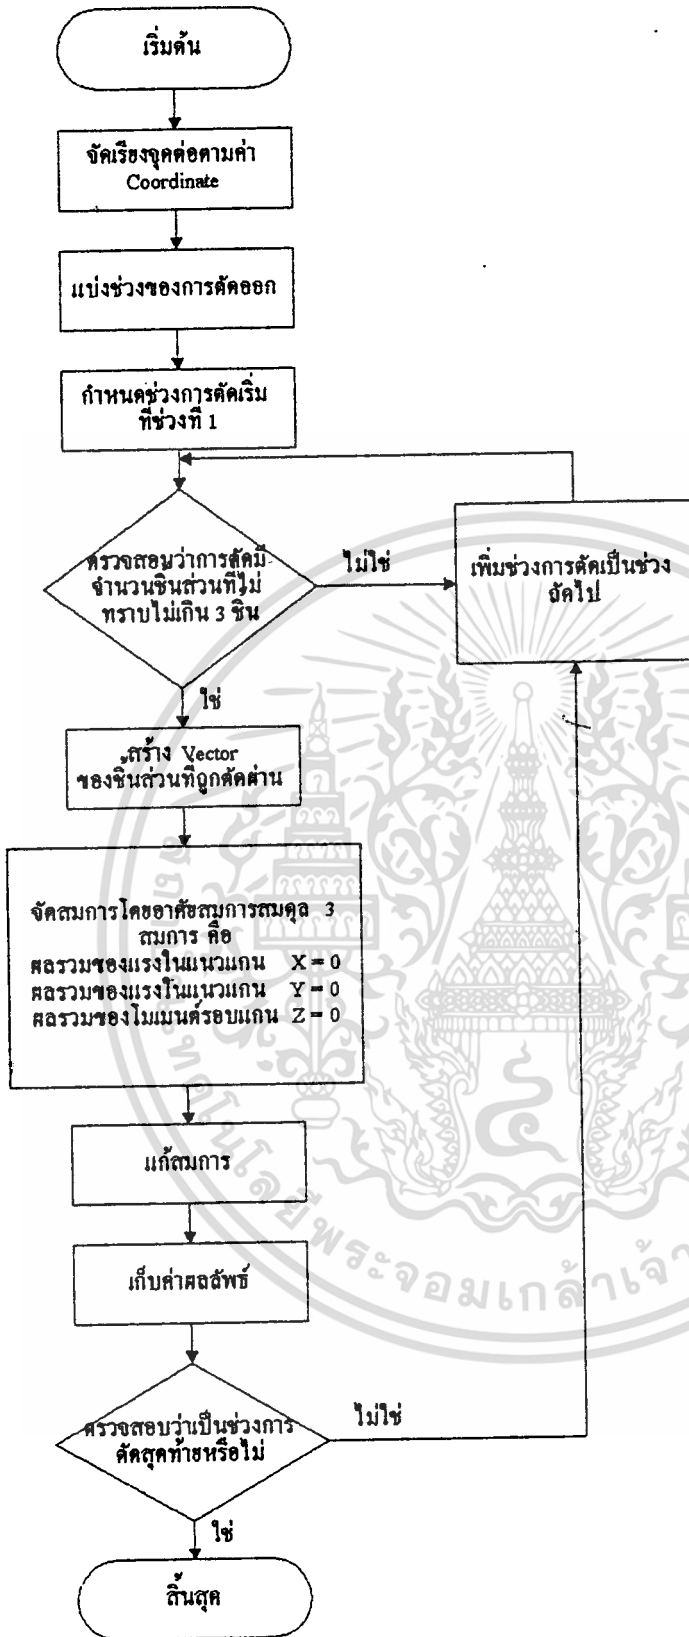 เริ่มต้น
จัดเรียงจุดต่อตามค่า
Coordinate
แบ่งช่วงของการตัดออก
กำหนดช่วงการตัดเริ่ม
ที่ช่วงที่ 1
ตรวจสอบว่าการตัดมี
จำนวนชิ้นส่วนที่ไม่
ทราบไม่เกิน 3 ชิ้น
ไม่ใช่
เพิ่มช่วงการตัดเป็นช่วง
ถัดไป
ใช่
สร้าง Vector
ของชิ้นส่วนที่ถูกตัดผ่าน
จัดสมการโดยอาศัยสมการสมดุล 3
สมการ คือ
ผลรวมของแรงในแนวแกน X = 0
ผลรวมของแรงในแนวแกน Y = 0
ผลรวมของโมเมนต์รอบแกน Z = 0
แก้สมการ
เก็บค่าผลลัพธ์
ตรวจสอบว่าเป็นช่วงการ
ตัดสุดท้ายหรือไม่
ไม่ใช่
ใช่
สิ้นสุด
พระจอมเกล้าเจ้า